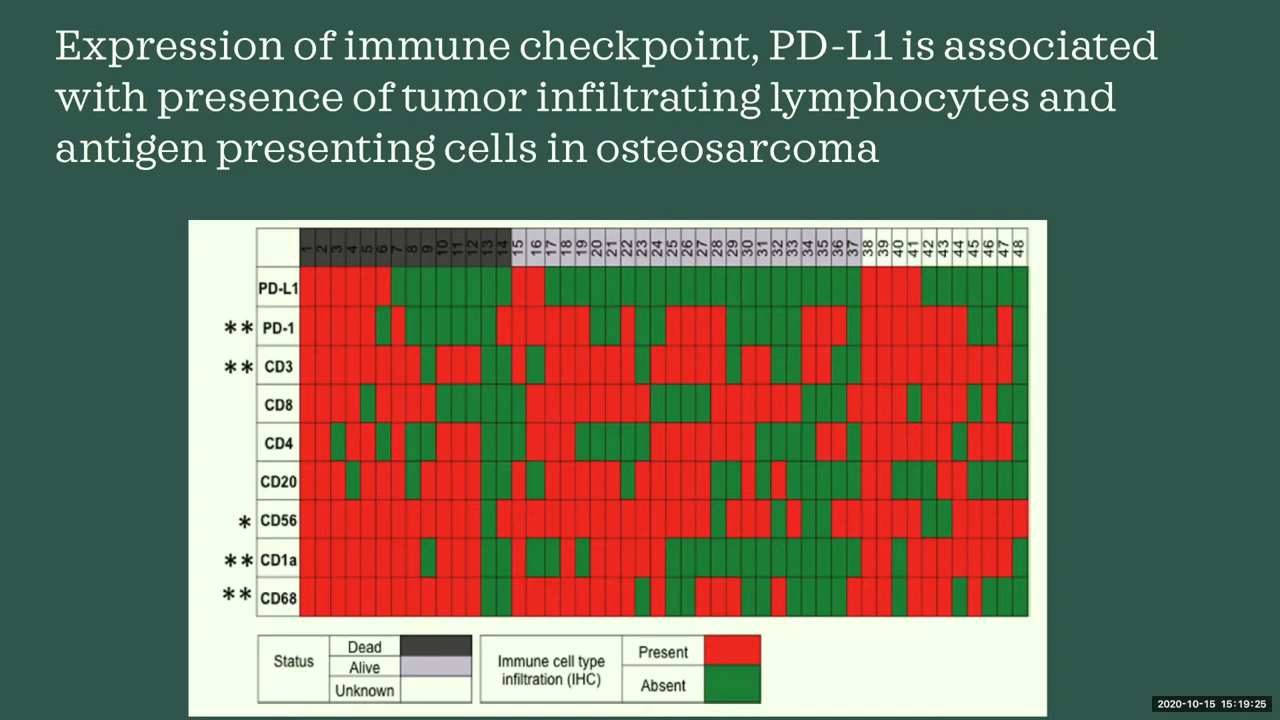 Expression of immune checkpoint, PD-L1 is associated
with presence of tumor infiltrating lymphocytes and
antigen presenting cells in osteosarcoma
1 2 3 4 5 6 7 8 9 10 11 12 13 14 15 16 17 18 19 20 21 22 23 24 25 26 27 28 29 30 31 32 33 34 35 36 37 38 39 40 41 42 43 44 45 46 47 48
PD-L1
** PD-1
** CD3
CD8
CD4
CD20
* CD56
** CD1a
** CD68
Status
Dead
Alive
Unknown
Immune cell type
infiltration (IHC)
Present
Absent
2020-10-15 15:19:25